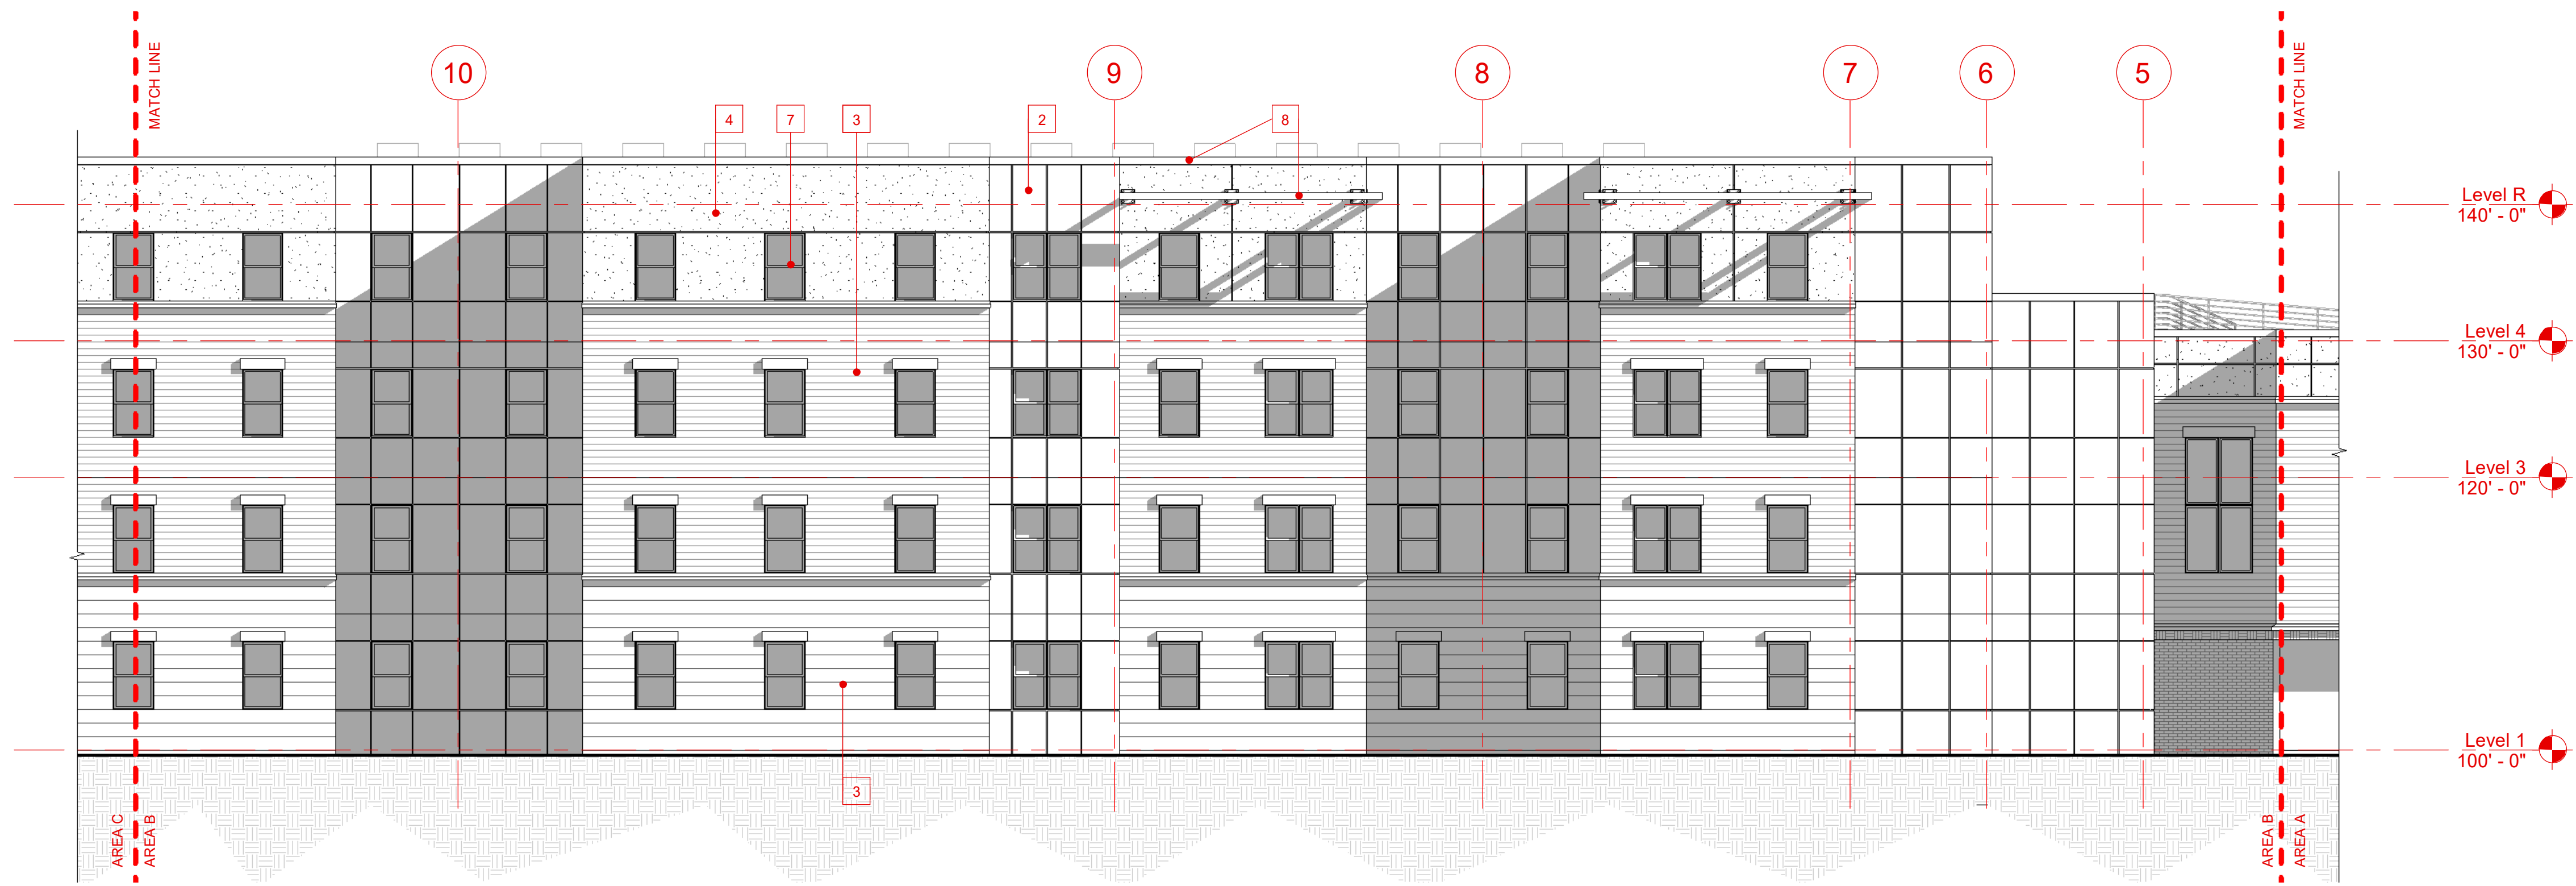 MATCH LINE
10
9
8
7
6
5
MATCH LINE
4
7
3
2
8
Level R
140' - 0"
Level 4
130' - 0"
Level 3
120' - 0"
Level 1
100' - 0"
3
AREA C
AREA B
AREA B
AREA A